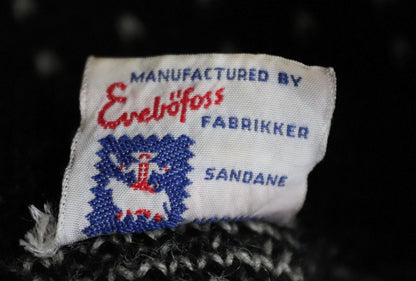 MANUFACTURED BY
Eveböfoss
FABRIKKER
SANDANE